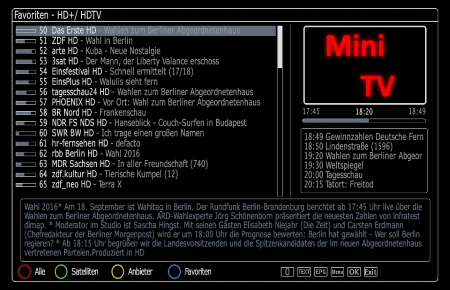 Favoriten - HD+/ HDTV
50 Das Erste HD - Wahlen zum Berliner Abgeordnetenhaus
51 ZDF HD - Wahl in Berlin
52 arte HD - Kuba - Neue Nostalgie
53 3sat HD - Der Mann, der Liberty Valance erschoss
54 Einsfestival HD - Schnell ermittelt (17/18)
55 EinsPlus HD - Walulis sieht fern
56 tagesschau24 HD - Wahlen zum Berliner Abgeordnetenhaus
57 PHOENIX HD - Vor Ort: Wahl zum Berliner Abgeordnetenhaus
58 BR Nord HD - Frankenschau
59 NDR FS NDS HD - Hanseblick - Couch-Surfen in Budapest
60 SWR BW HD - Ich trage einen großen Namen
61 hr-fernsehen HD - defacto
62 rbb Berlin HD - Wahl 2016
63 MDR Sachsen HD - In aller Freundschaft (740)
64 zdf.kultur HD - Tierische Kumpel (12)
65 zdf_neo HD - Terra X
Mini
TV
17:45 18:20 18:49
18:49 Gewinnzahlen Deutsche Fern
18:50 Lindenstraße (1596)
19:20 Wahlen zum Berliner Abgeor
19:30 Weltspiegel
20:00 Tagesschau
20:15 Tatort: Freitod
Wahl 2016* Am 18. September ist Wahltag in Berlin. Der Rundfunk Berlin-Brandenburg berichtet ab 17:45 Uhr live über die
Wahlen zum Berliner Abgeordnetenhaus. ARD-Wahlexperte Jörg Schönenborn präsentiert die neuesten Zahlen von infratest
dimap. * Moderator im Studio ist Sascha Hingst. Mit seinen Gästen Elisabeth Niejahr (Die Zeit) und Carsten Erdmann
(Chefredakteur der Berliner Morgenpost) wird er um 18:00 Uhr die Prognose bewerten: Berlin hat gewählt - Wer soll Berlin
regieren? * Ab 18:15 Uhr begrüßen wir die Landesvorsitzenden und die Spitzenkandidaten der im neuen Abgeordnetenhaus
vertretenen Parteien.Produziert in HD
Alle Satelliten Anbieter Favoriten 0 TEXT EPG Menu OK Exit